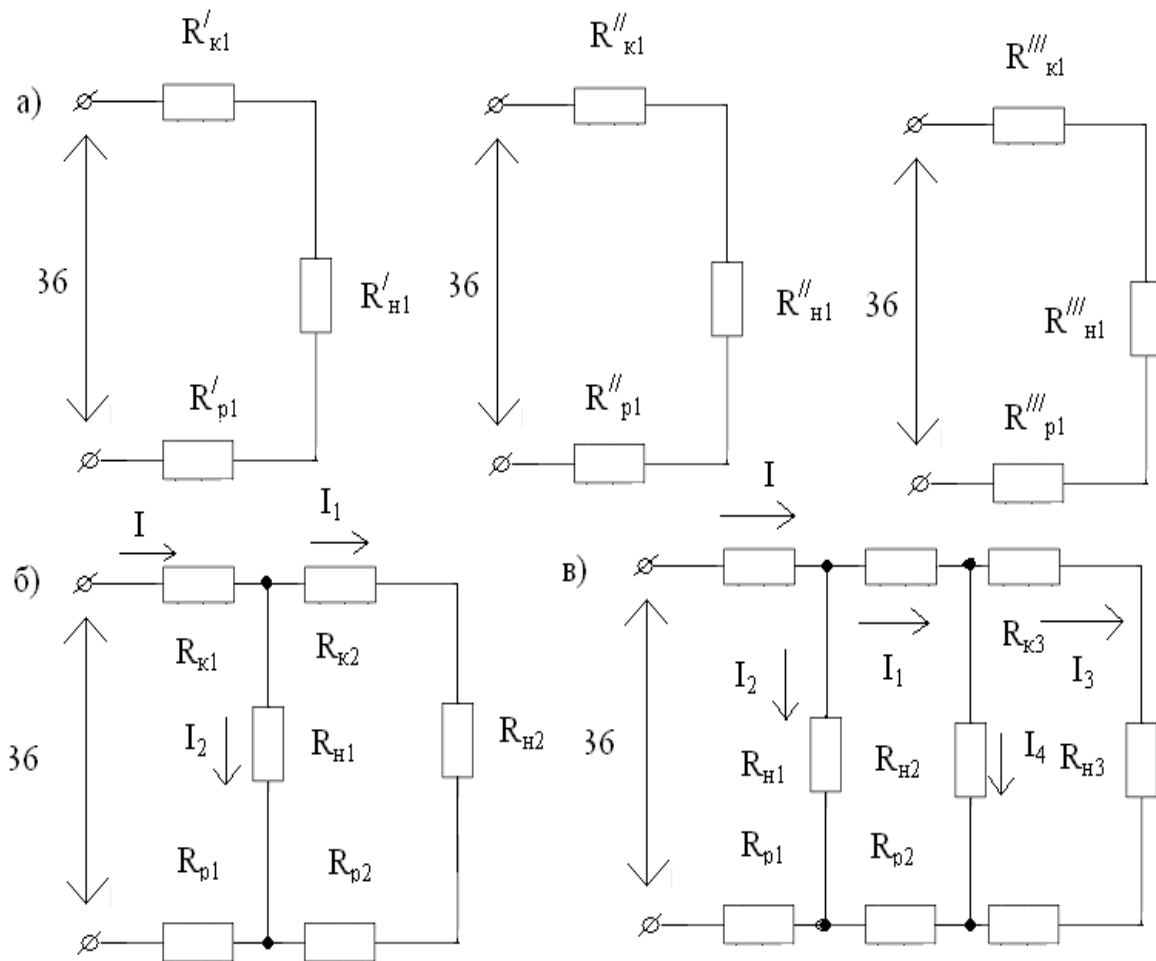 а)
R′к1
36
R′н1
R′р1
R″к1
36
R″н1
R″р1
R‴к1
36
R‴н1
R‴р1
б)
I
I1
Rк1
Rк2
36
I2
Rн1
Rн2
Rр1
Rр2
в)
I
Rк3
I2
I1
I3
36
Rн1
Rн2
I4
Rн3
Rр1
Rр2